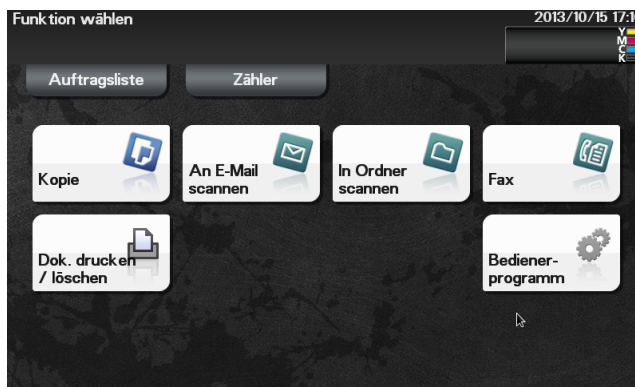 Funktion wählen
2013/10/15 17:1
Y
M
C
K
Auftragsliste
Zähler
Kopie
An E-Mail
scannen
In Ordner
scannen
Fax
Dok. drucken
/ löschen
Bediener-
programm